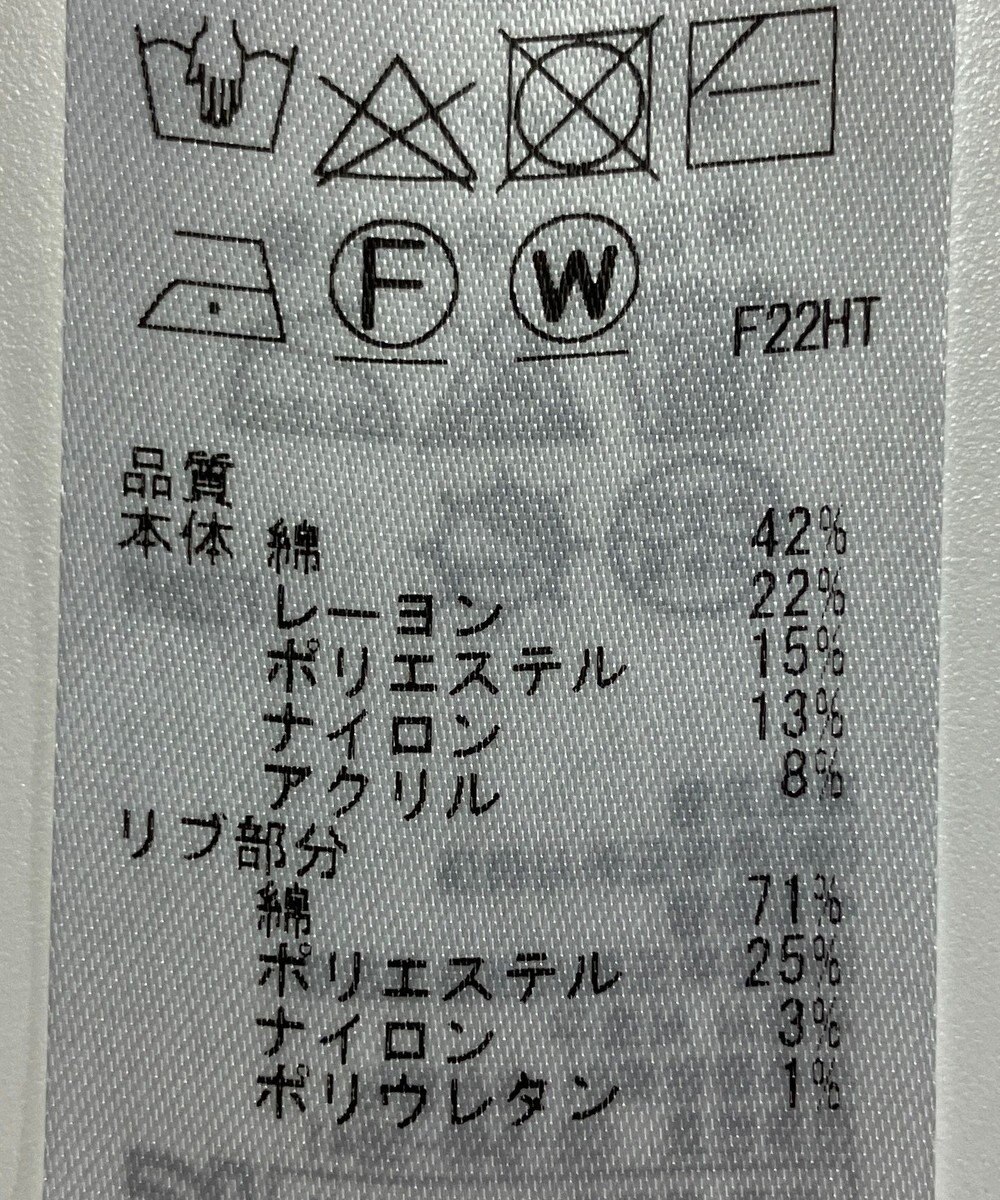 F W F22HT
品質
本体 綿 42%
レーヨン 22%
ポリエステル 15%
ナイロン 13%
アクリル 8%
リブ部分
綿 71%
ポリエステル 25%
ナイロン 3%
ポリウレタン 1%